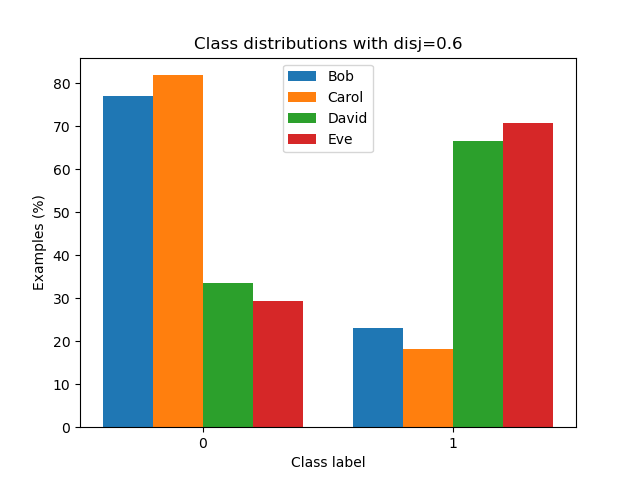 Class distributions with disj=0.6
Bob
Carol
David
Eve
80
70
60
50
40
30
20
10
0
Examples (%)
0 1
Class label